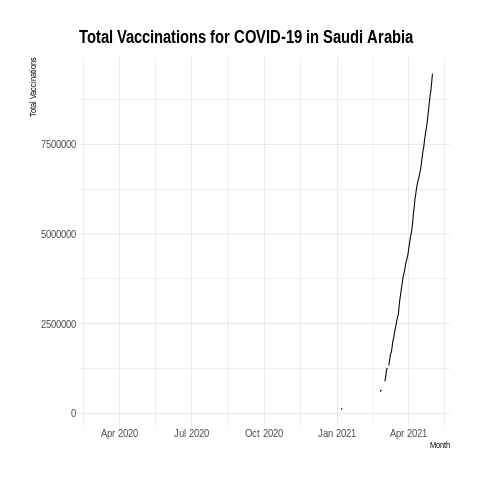 Total Vaccinations for COVID-19 in Saudi Arabia
Total Vaccinations
7500000
5000000
2500000
0
Apr 2020 Jul 2020 Oct 2020 Jan 2021 Apr 2021
Month